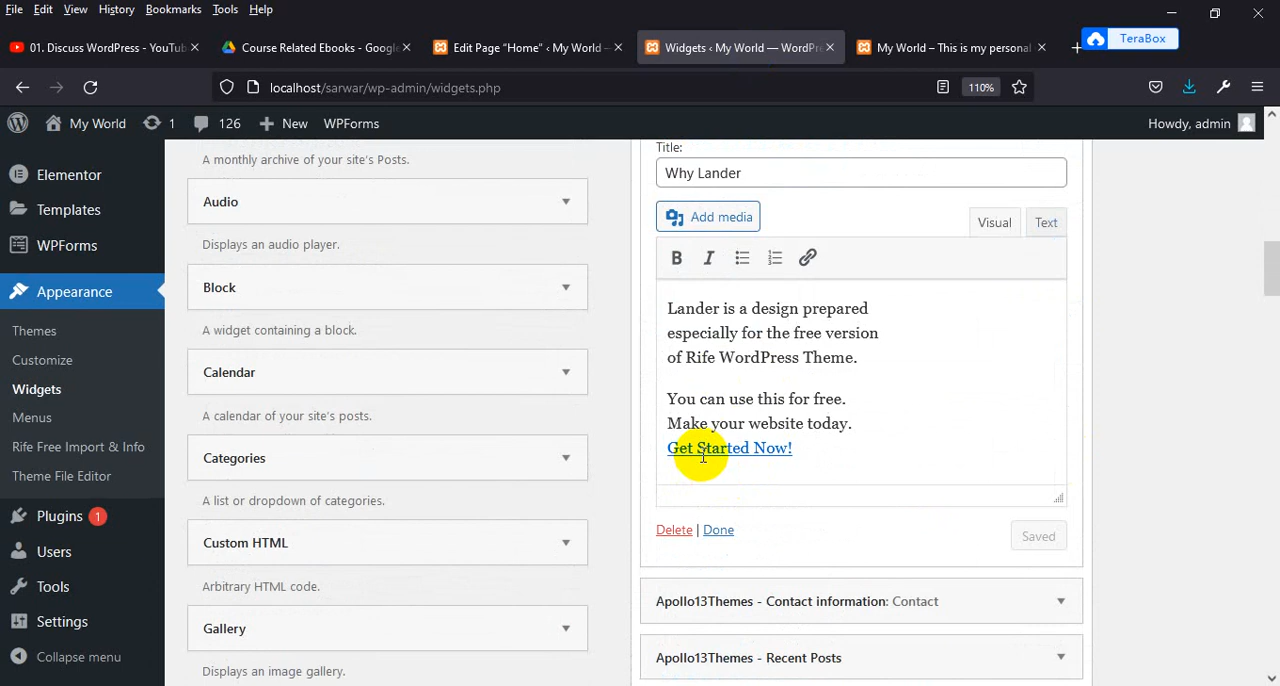 File Edit View History Bookmarks Tools Help
01. Discuss WordPress - YouTub
Course Related Ebooks - Google
Edit Page "Home" ‹ My World —
Widgets ‹ My World — WordPre
My World – This is my personal
TeraBox
localhost/sarwar/wp-admin/widgets.php
110%
My World 1 126 New WPForms
Howdy, admin
Elementor
Templates
WPForms
Appearance
Themes
Customize
Widgets
Menus
Rife Free Import & Info
Theme File Editor
Plugins 1
Users
Tools
Settings
Collapse menu
A monthly archive of your site's Posts.
Audio
Displays an audio player.
Block
A widget containing a block.
Calendar
A calendar of your site's posts.
Categories
A list or dropdown of categories.
Custom HTML
Arbitrary HTML code.
Gallery
Displays an image gallery.
Title:
Why Lander
Add media
Visual Text
B I
Lander is a design prepared
especially for the free version
of Rife WordPress Theme.
You can use this for free.
Make your website today.
Get Started Now!
Delete | Done
Saved
Apollo13Themes - Contact information: Contact
Apollo13Themes - Recent Posts